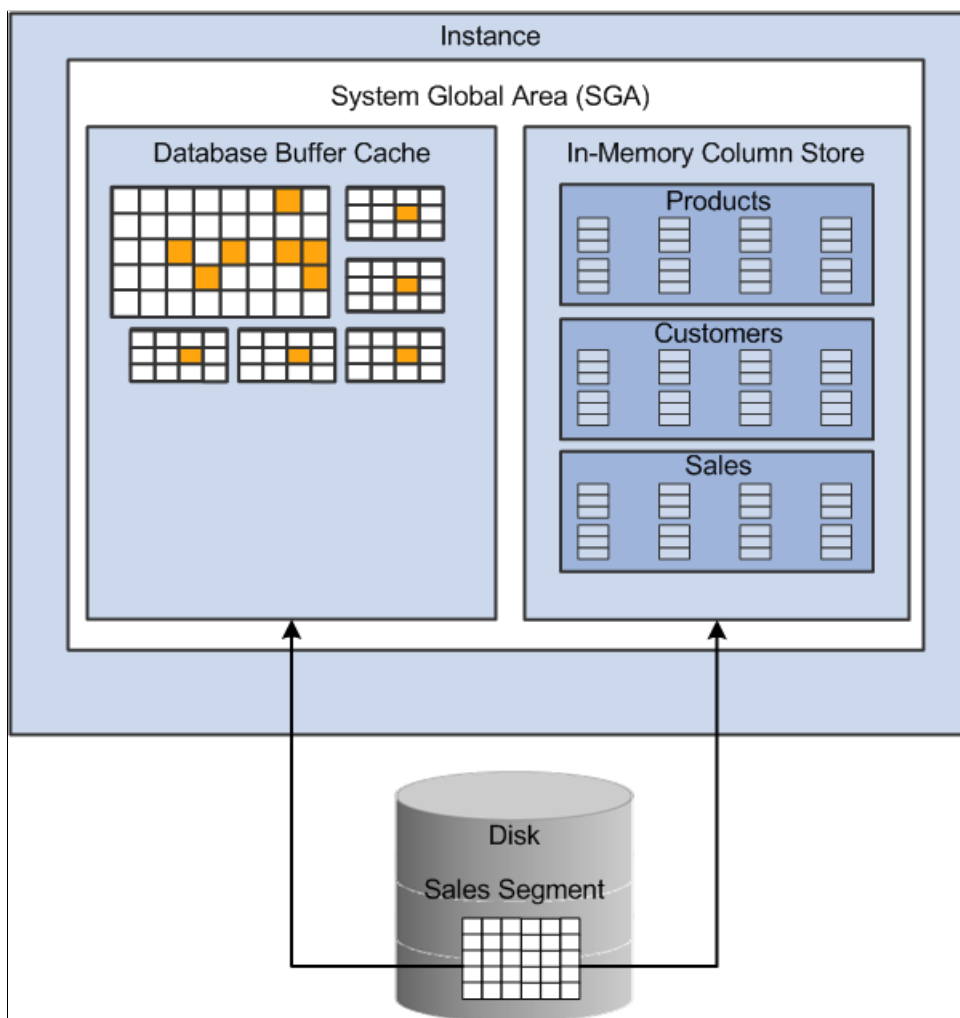 Instance
System Global Area (SGA)
Database Buffer Cache
In-Memory Column Store
Products
Customers
Sales
Disk
Sales Segment